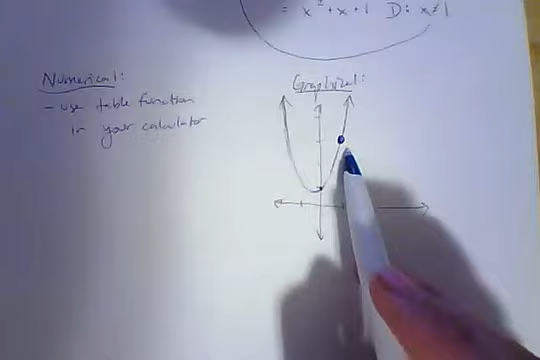 = x² + x + 1 D: x≠1
Numerical:
Graphical:
- use table function
in your calculator